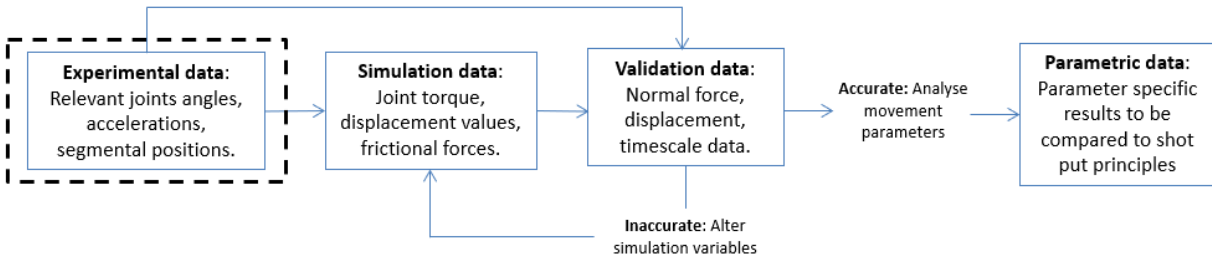 Experimental data:
Relevant joints angles,
accelerations,
segmental positions.
Simulation data:
Joint torque,
displacement values,
frictional forces.
Validation data:
Normal force,
displacement,
timescale data.
Accurate: Analyse
movement
parameters
Parametric data:
Parameter specific
results to be
compared to shot
put principles
Inaccurate: Alter
simulation variables